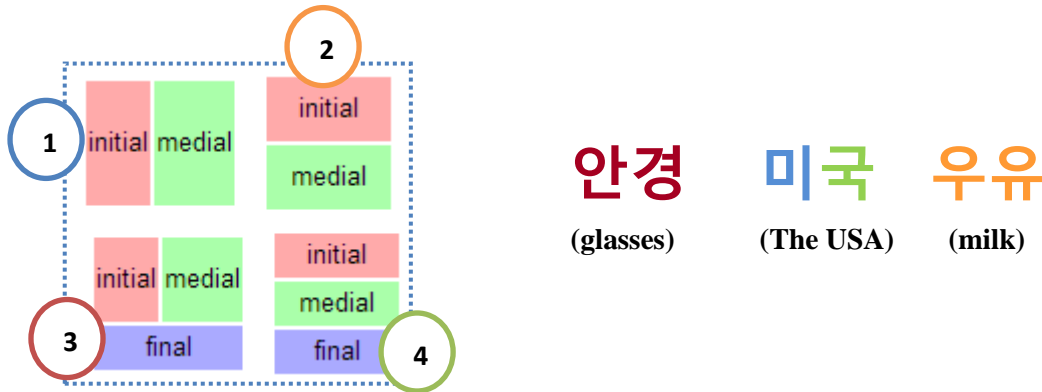 1
initial medial
2
initial
medial
3
initial medial
final
4
initial
medial
final
안경 미국 우유
(glasses) (The USA) (milk)